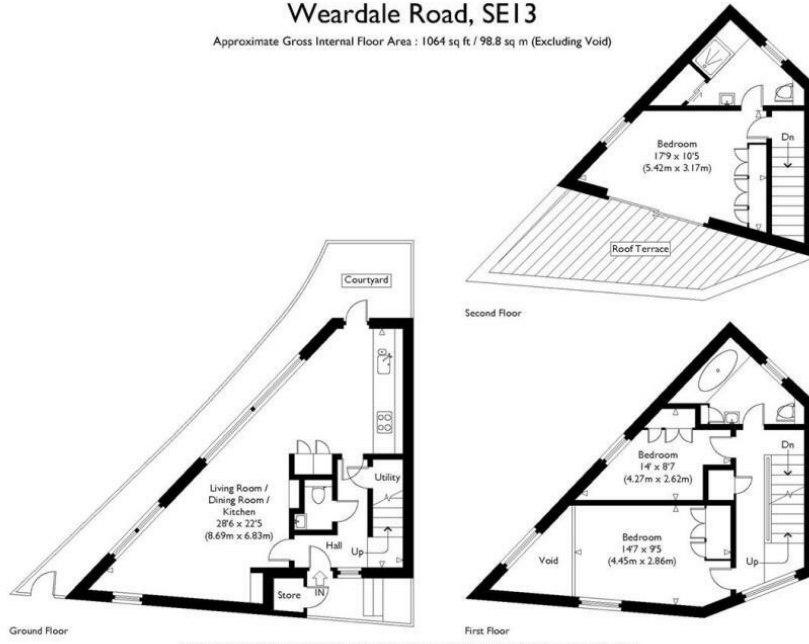 Weardale Road, SE13
Approximate Gross Internal Floor Area : 1064 sq ft / 98.8 sq m (Excluding Void)
Bedroom
17'9 x 10'5
(5.42m x 3.17m)
Dn
Roof Terrace
Second Floor
Courtyard
Living Room /
Dining Room /
Kitchen
28'6 x 22'5
(8.69m x 6.83m)
Utility
Hall
Up
Store
IN
Ground Floor
Bedroom
14' x 8'7
(4.27m x 2.62m)
Dn
Bedroom
14'7 x 9'5
(4.45m x 2.86m)
Void
Up
First Floor